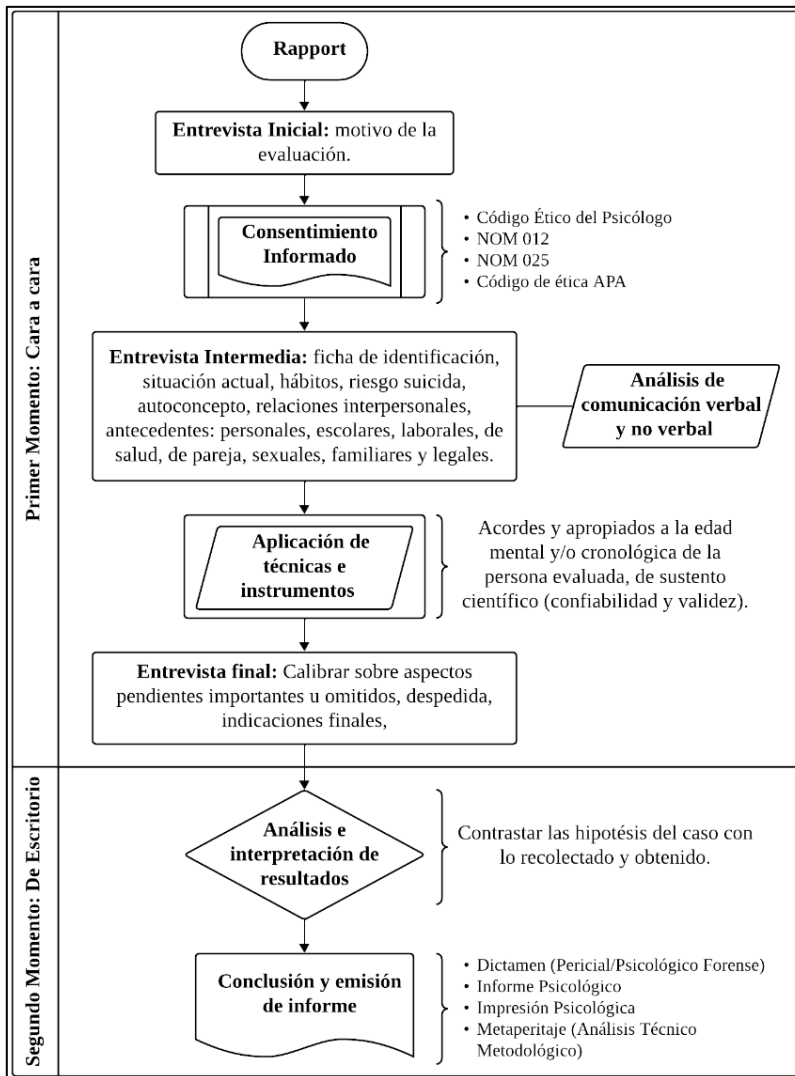 Primer Momento: Cara a cara
Rapport
Entrevista Inicial: motivo de la
evaluación.
Consentimiento
Informado
• Código Ético del Psicólogo
• NOM 012
• NOM 025
• Código de ética APA
Entrevista Intermedia: ficha de identificación,
situación actual, hábitos, riesgo suicida,
autoconcepto, relaciones interpersonales,
antecedentes: personales, escolares, laborales, de
salud, de pareja, sexuales, familiares y legales.
Análisis de
comunicación verbal
y no verbal
Aplicación de
técnicas e
instrumentos
Acordes y apropiados a la edad
mental y/o cronológica de la
persona evaluada, de sustento
científico (confiabilidad y validez).
Entrevista final: Calibrar sobre aspectos
pendientes importantes u omitidos, despedida,
indicaciones finales,
Segundo Momento: De Escritorio
Análisis e
interpretación de
resultados
Contrastar las hipotésis del caso con
lo recolectado y obtenido.
Conclusión y emisión
de informe
• Dictamen (Pericial/Psicológico Forense)
• Informe Psicológico
• Impresión Psicológica
• Metaperitaje (Análisis Técnico
Metodológico)